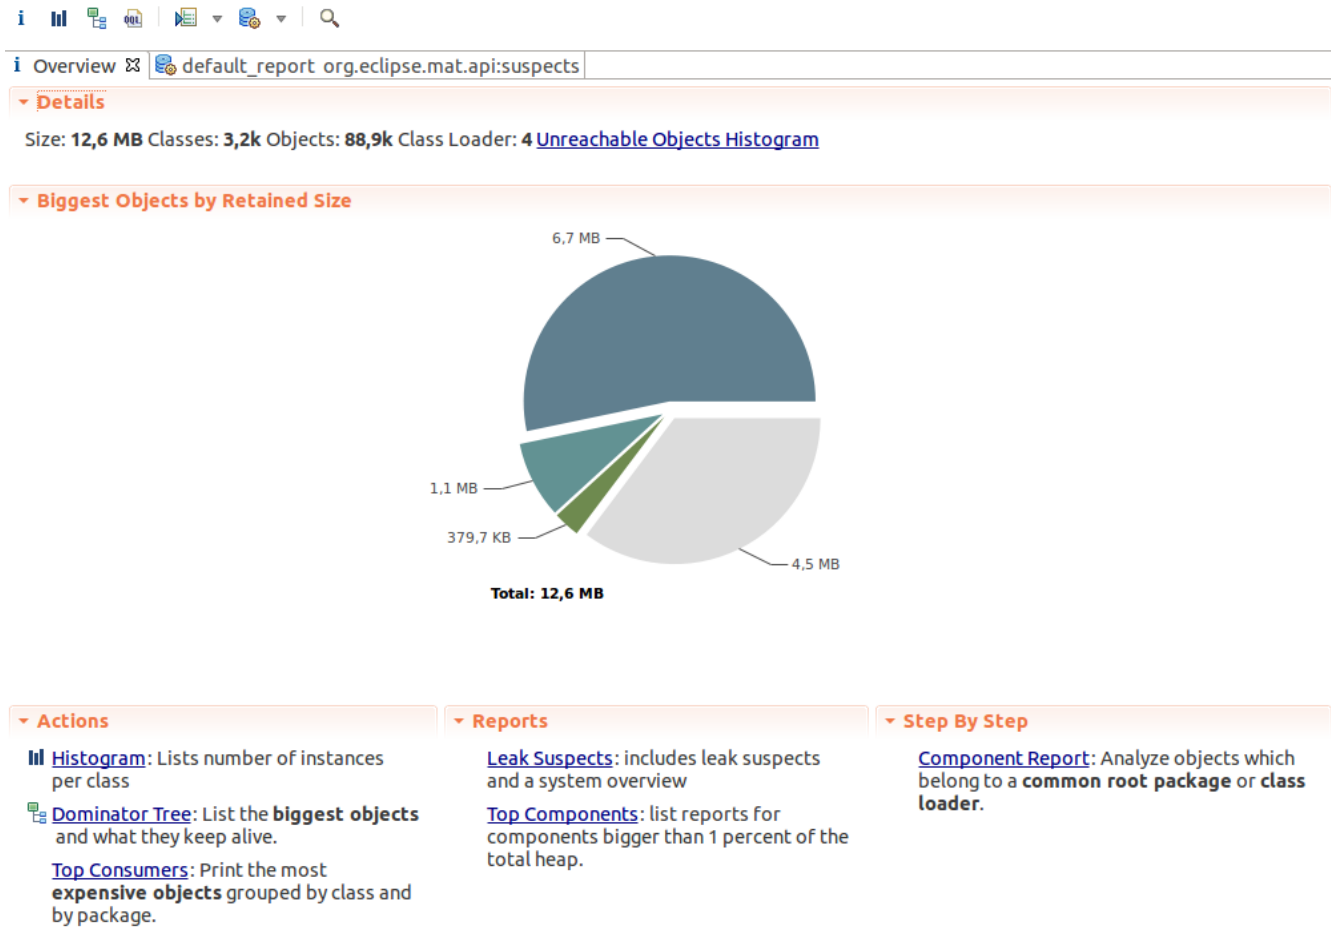 i OQL
i Overview default_report org.eclipse.mat.api:suspects
Details
Size: 12,6 MB Classes: 3,2k Objects: 88,9k Class Loader: 4 Unreachable Objects Histogram
Biggest Objects by Retained Size
6,7 MB
1,1 MB
379,7 KB
4,5 MB
Total: 12,6 MB
Actions
Histogram: Lists number of instances
per class
Dominator Tree: List the biggest objects
and what they keep alive.
Top Consumers: Print the most
expensive objects grouped by class and
by package.
Reports
Leak Suspects: includes leak suspects
and a system overview
Top Components: list reports for
components bigger than 1 percent of the
total heap.
Step By Step
Component Report: Analyze objects which
belong to a common root package or class
loader.